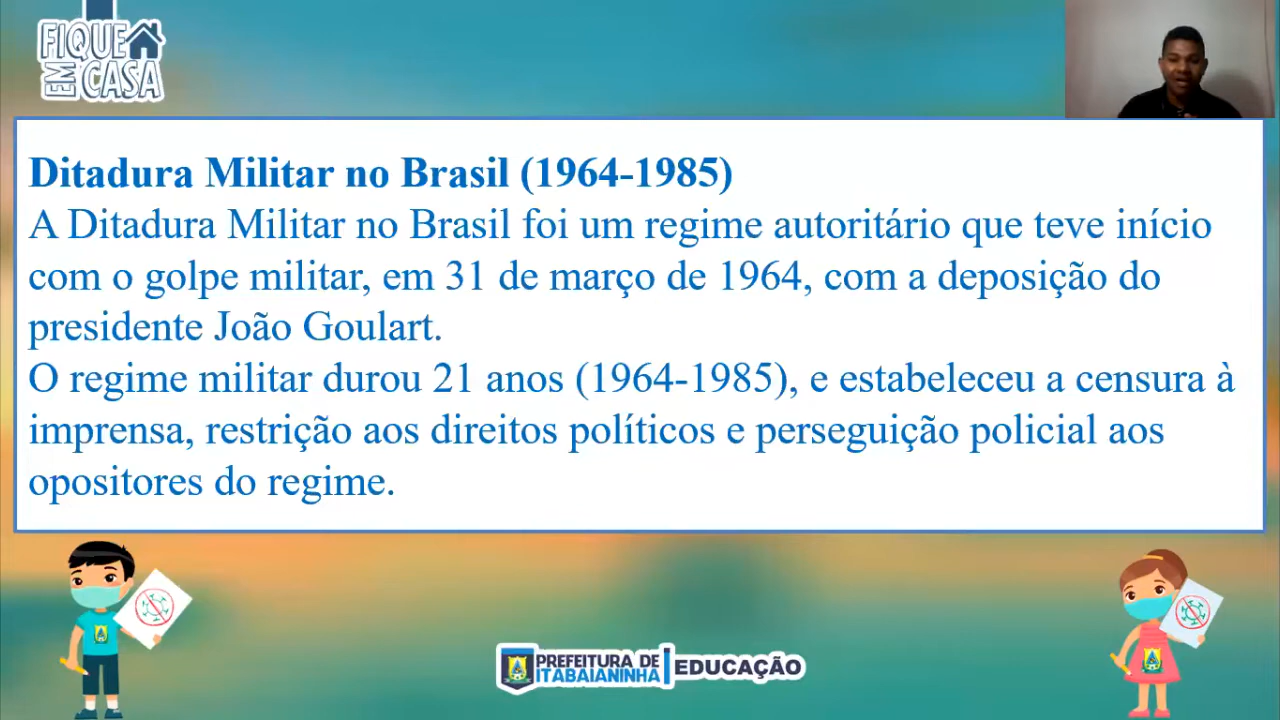 FIQUE
EM CASA
Ditadura Militar no Brasil (1964-1985)
A Ditadura Militar no Brasil foi um regime autoritário que teve início
com o golpe militar, em 31 de março de 1964, com a deposição do
presidente João Goulart.
O regime militar durou 21 anos (1964-1985), e estabeleceu a censura à
imprensa, restrição aos direitos políticos e perseguição policial aos
opositores do regime.
PREFEITURA DE
ITABAIANINHA
EDUCAÇÃO